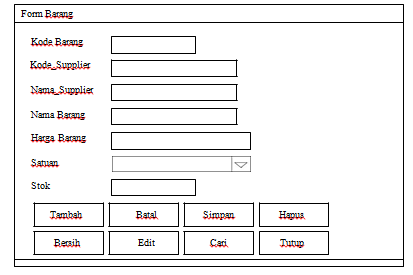 Form Barang
Kode Barang
Kode_Supplier
Nama_Supplier
Nama Barang
Harga Barang
Satuan
Stok
Tambah Batal Simpan Hapus
Bersih Edit Cari Tutup